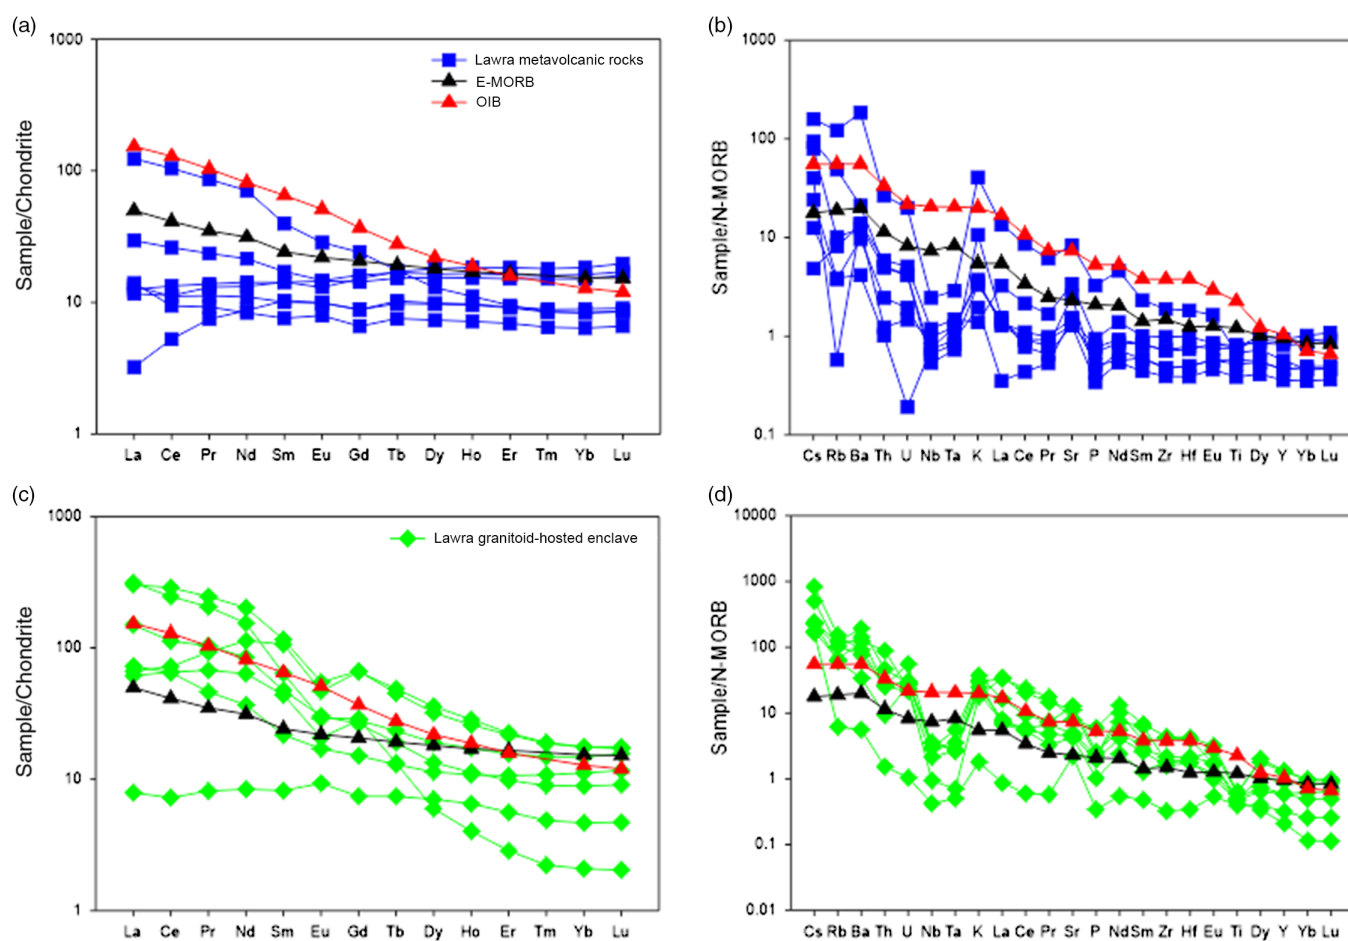 (a)
1000
100
10
1
Sample/Chondrite
Lawra metavolcanic rocks
E-MORB
OIB
La Ce Pr Nd Sm Eu Gd Tb Dy Ho Er Tm Yb Lu
(b)
1000
100
10
1
0.1
Sample/N-MORB
Cs Rb Ba Th U Nb Ta K La Ce Pr Sr P Nd Sm Zr Hf Eu Ti Dy Y Yb Lu
(c)
1000
100
10
1
Sample/Chondrite
Lawra granitoid-hosted enclave
La Ce Pr Nd Sm Eu Gd Tb Dy Ho Er Tm Yb Lu
(d)
10000
1000
100
10
1
0.1
0.01
Sample/N-MORB
Cs Rb Ba Th U Nb Ta K La Ce Pr Sr P Nd Sm Zr Hf Eu Ti Dy Y Yb Lu